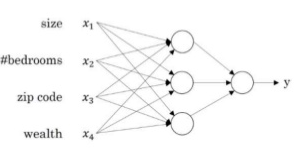 size x₁
#bedrooms x₂
zip code x₃
wealth x₄
y